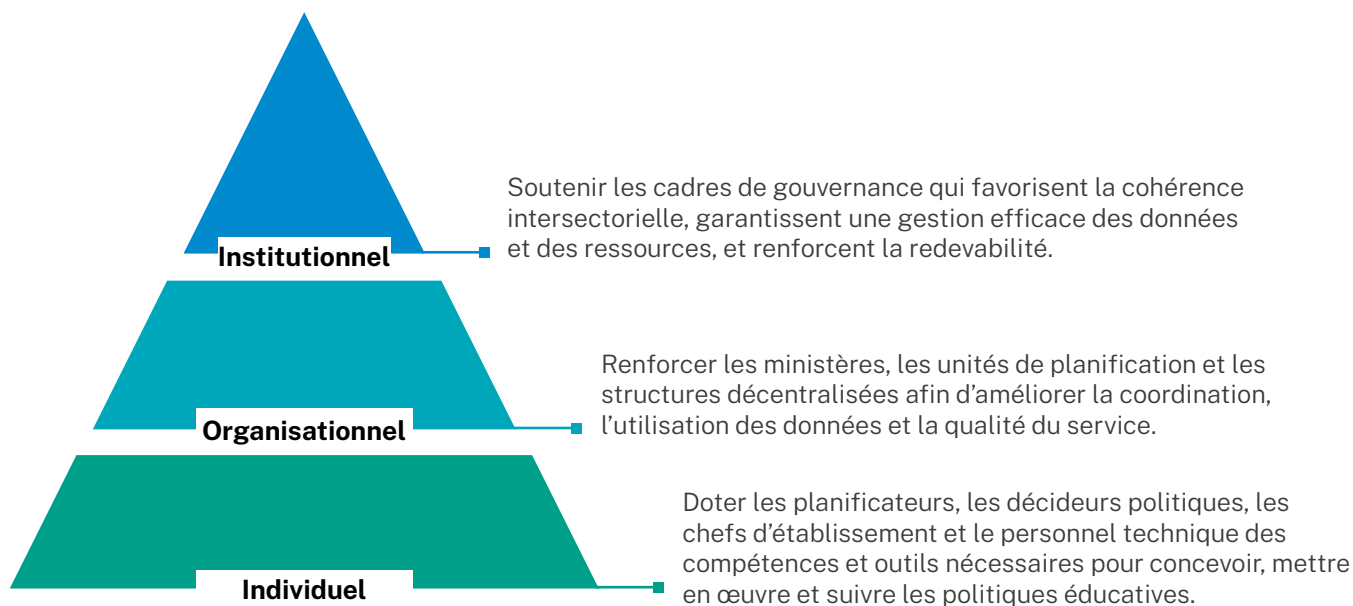 Soutenir les cadres de gouvernance qui favorisent la cohérence
intersectorielle, garantissent une gestion efficace des données
et des ressources, et renforcent la redevabilité.
Institutionnel
Renforcer les ministères, les unités de planification et les
structures décentralisées afin d’améliorer la coordination,
l’utilisation des données et la qualité du service.
Organisationnel
Doter les planificateurs, les décideurs politiques, les
chefs d’établissement et le personnel technique des
compétences et outils nécessaires pour concevoir, mettre
en œuvre et suivre les politiques éducatives.
Individuel